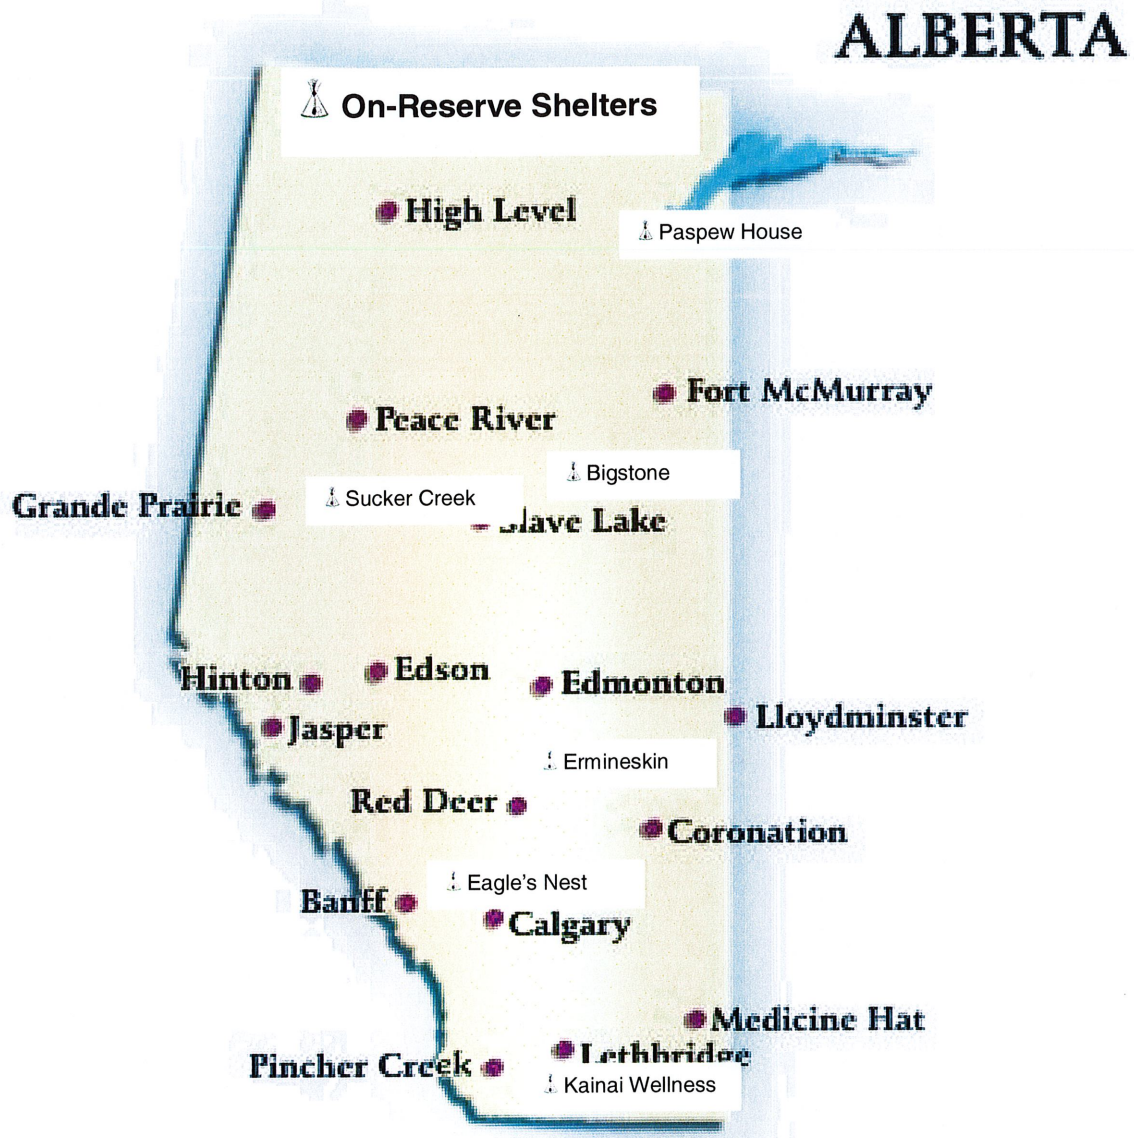 ALBERTA
On-Reserve Shelters
High Level
Paspew House
Fort McMurray
Peace River
Bigstone
Sucker Creek
Grande Prairie
Slave Lake
Edson
Hinton
Edmonton
Lloydminster
Jasper
Ermineskin
Red Deer
Coronation
Eagle's Nest
Banff
Calgary
Medicine Hat
Lethbridge
Pincher Creek
Kainai Wellness